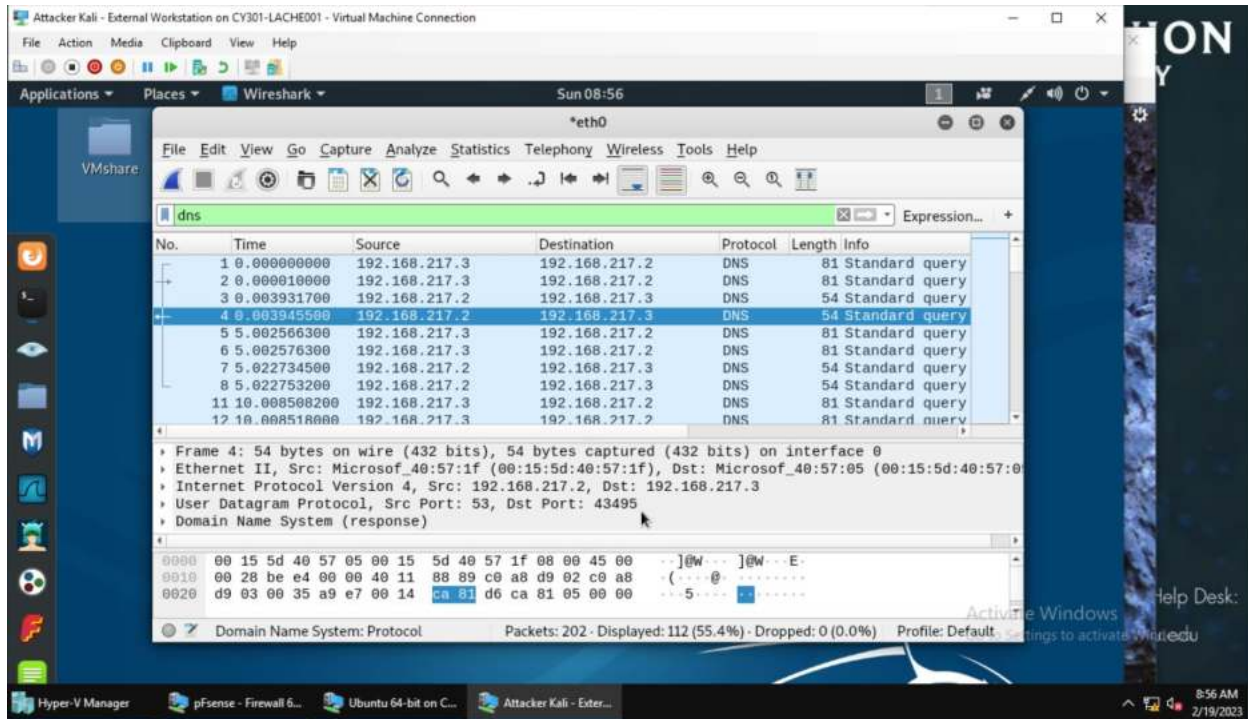 Attacker Kali - External Workstation on CY301-LACHE001 - Virtual Machine Connection
File Action Media Clipboard View Help
ION
Y
Applications Places Wireshark Sun 08:56 1
VMshare
*eth0
File Edit View Go Capture Analyze Statistics Telephony Wireless Tools Help
dns Expression... +
No. Time Source Destination Protocol Length Info
1 0.000000000 192.168.217.3 192.168.217.2 DNS 81 Standard query
2 0.000010000 192.168.217.3 192.168.217.2 DNS 81 Standard query
3 0.003931700 192.168.217.2 192.168.217.3 DNS 54 Standard query
4 0.003945500 192.168.217.2 192.168.217.3 DNS 54 Standard query
5 5.002566300 192.168.217.3 192.168.217.2 DNS 81 Standard query
6 5.002576300 192.168.217.3 192.168.217.2 DNS 81 Standard query
7 5.022734500 192.168.217.2 192.168.217.3 DNS 54 Standard query
8 5.022753200 192.168.217.2 192.168.217.3 DNS 54 Standard query
11 10.008508200 192.168.217.3 192.168.217.2 DNS 81 Standard query
12 10.008518000 192.168.217.3 192.168.217.2 DNS 81 Standard query
Frame 4: 54 bytes on wire (432 bits), 54 bytes captured (432 bits) on interface 0
Ethernet II, Src: Microsof_40:57:1f (00:15:5d:40:57:1f), Dst: Microsof_40:57:05 (00:15:5d:40:57:0
Internet Protocol Version 4, Src: 192.168.217.2, Dst: 192.168.217.3
User Datagram Protocol, Src Port: 53, Dst Port: 43495
Domain Name System (response)
0000 00 15 5d 40 57 05 00 15 5d 40 57 1f 08 00 45 00 ··]@W··· ]@W···E·
0010 00 28 be e4 00 00 40 11 88 89 c0 a8 d9 02 c0 a8 ·(····@· ········
0020 d9 03 00 35 a9 e7 00 14 ca 81 d6 ca 81 05 00 00 ···5···· ········
Domain Name System: Protocol Packets: 202 · Displayed: 112 (55.4%) · Dropped: 0 (0.0%) Profile: Default
Help Desk:
Activate Windows
Settings to activate
edu
Hyper-V Manager pfSense - Firewall 6... Ubuntu 64-bit on C... Attacker Kali - Exter...
8:56 AM
2/19/2023